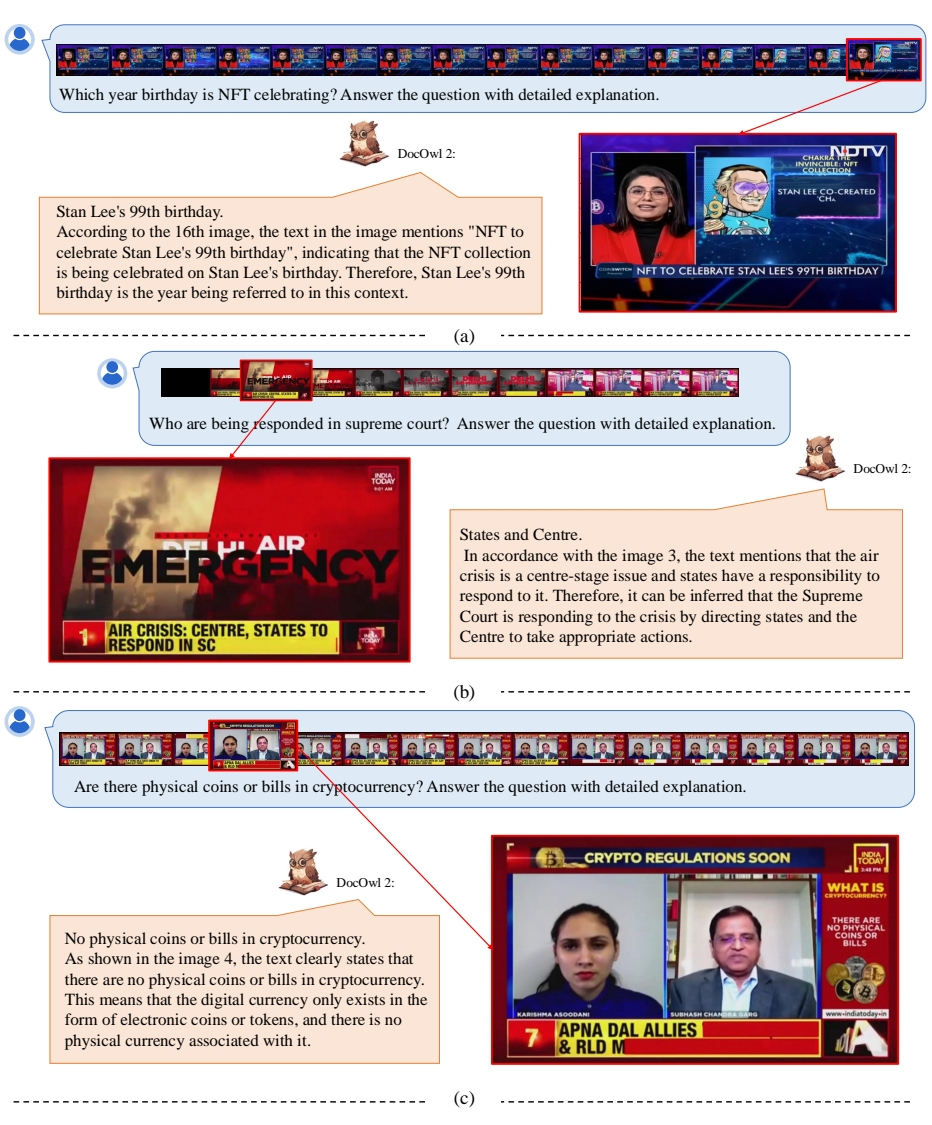 Which year birthday is NFT celebrating? Answer the question with detailed explanation.
DocOwl 2:
Stan Lee's 99th birthday.
According to the 16th image, the text in the image mentions "NFT to
celebrate Stan Lee's 99th birthday", indicating that the NFT collection
is being celebrated on Stan Lee's birthday. Therefore, Stan Lee's 99th
birthday is the year being referred to in this context.
NDTV
CHAKRA THE
INVINCIBLE: NFT
COLLECTION
STAN LEE CO-CREATED
'CHA
COINSWITCH
NFT TO CELEBRATE STAN LEE'S 99TH BIRTHDAY
(a)
Who are being responded in supreme court? Answer the question with detailed explanation.
INDIA
TODAY
9:01 AM
DELHI AIR
EMERGENCY
1
AIR CRISIS: CENTRE, STATES TO
RESPOND IN SC
INDIA
TODAY
DocOwl 2:
States and Centre.
In accordance with the image 3, the text mentions that the air
crisis is a centre-stage issue and states have a responsibility to
respond to it. Therefore, it can be inferred that the Supreme
Court is responding to the crisis by directing states and the
Centre to take appropriate actions.
(b)
Are there physical coins or bills in cryptocurrency? Answer the question with detailed explanation.
DocOwl 2:
No physical coins or bills in cryptocurrency.
As shown in the image 4, the text clearly states that
there are no physical coins or bills in cryptocurrency.
This means that the digital currency only exists in the
form of electronic coins or tokens, and there is no
physical currency associated with it.
CRYPTO REGULATIONS SOON
INDIA
TODAY
3:48 PM
WHAT IS
CRYPTOCURRENCY?
THERE ARE
NO PHYSICAL
COINS OR
BILLS
KARISHMA ASOODANI
SUBHASH CHANDRA GARG
www.indiatoday.in
7
APNA DAL ALLIES
& RLD M
(c)